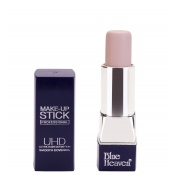 MAKE-UP
STICK
PROFESSIONAL
UHD
Blue
Heaven